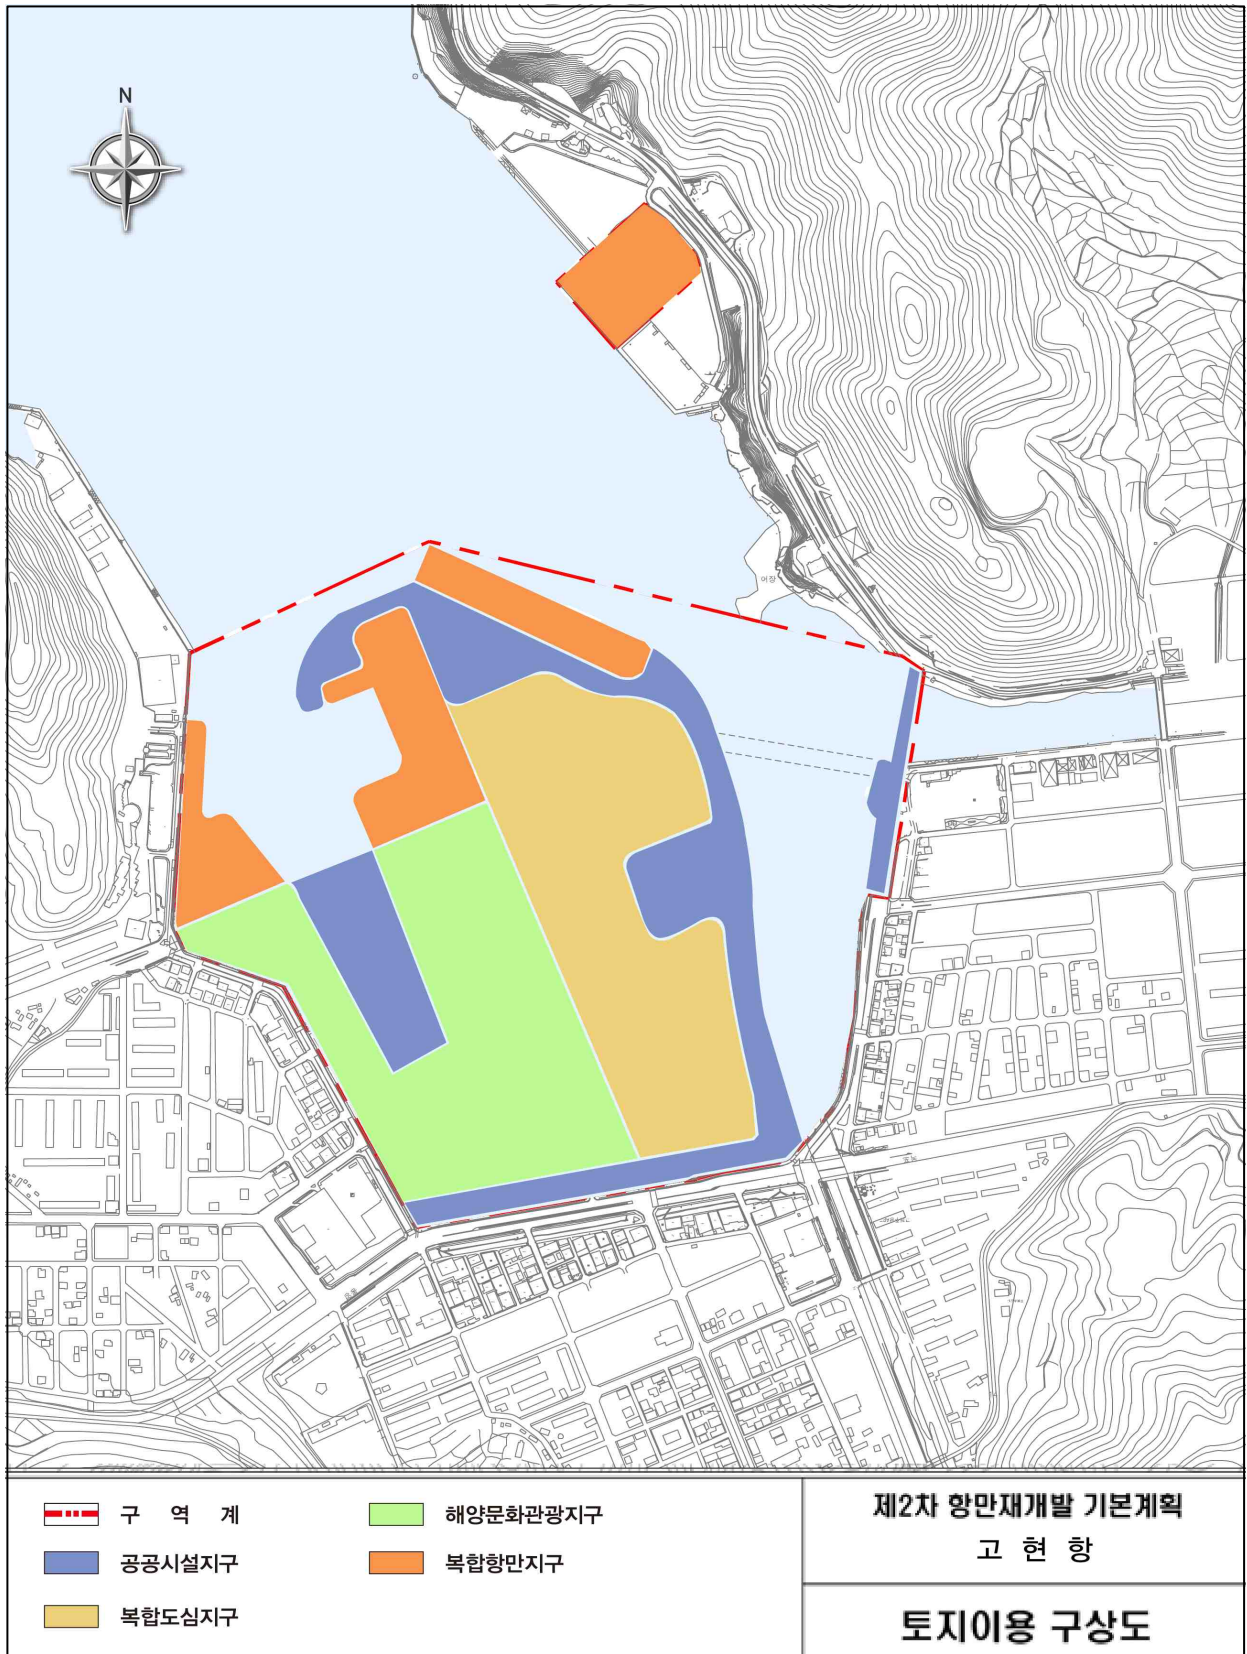 N
어장
구 역 계
공공시설지구
복합도심지구
해양문화관광지구
복합항만지구
제2차 항만재개발 기본계획
고 현 항
토지이용 구상도